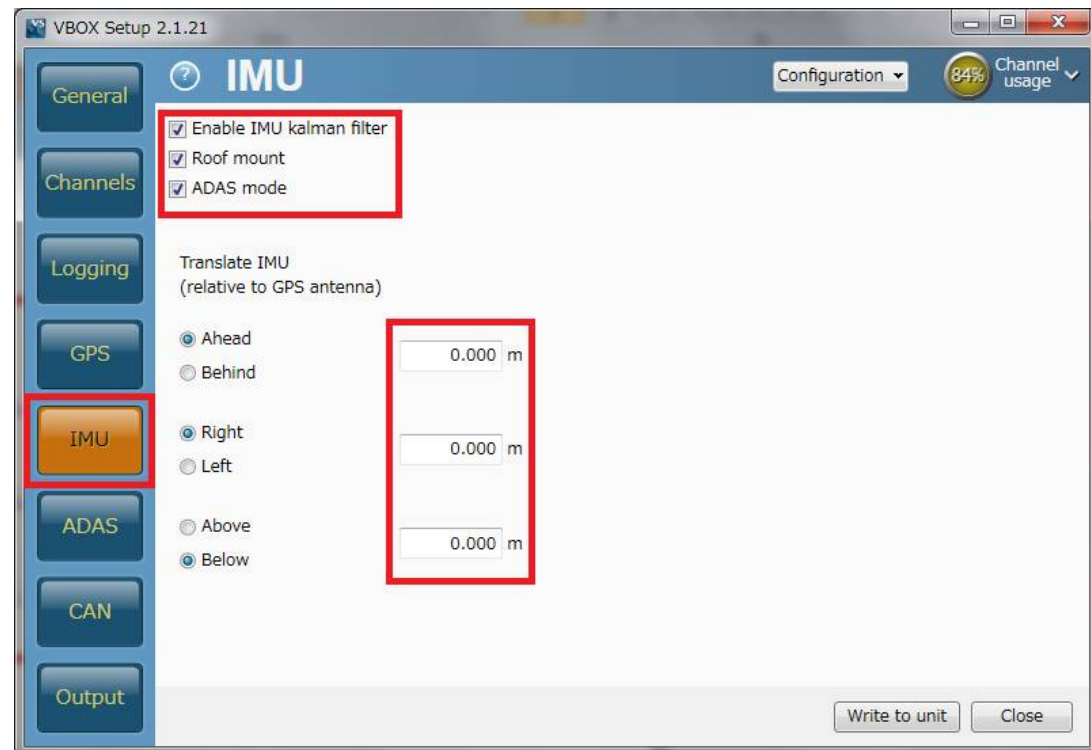 VBOX Setup 2.1.21
General
Channels
Logging
GPS
IMU
ADAS
CAN
Output
? IMU
Configuration
84% Channel
usage
Enable IMU kalman filter
Roof mount
ADAS mode
Translate IMU
(relative to GPS antenna)
Ahead
0.000 m
Behind
Right
0.000 m
Left
Above
0.000 m
Below
Write to unit Close